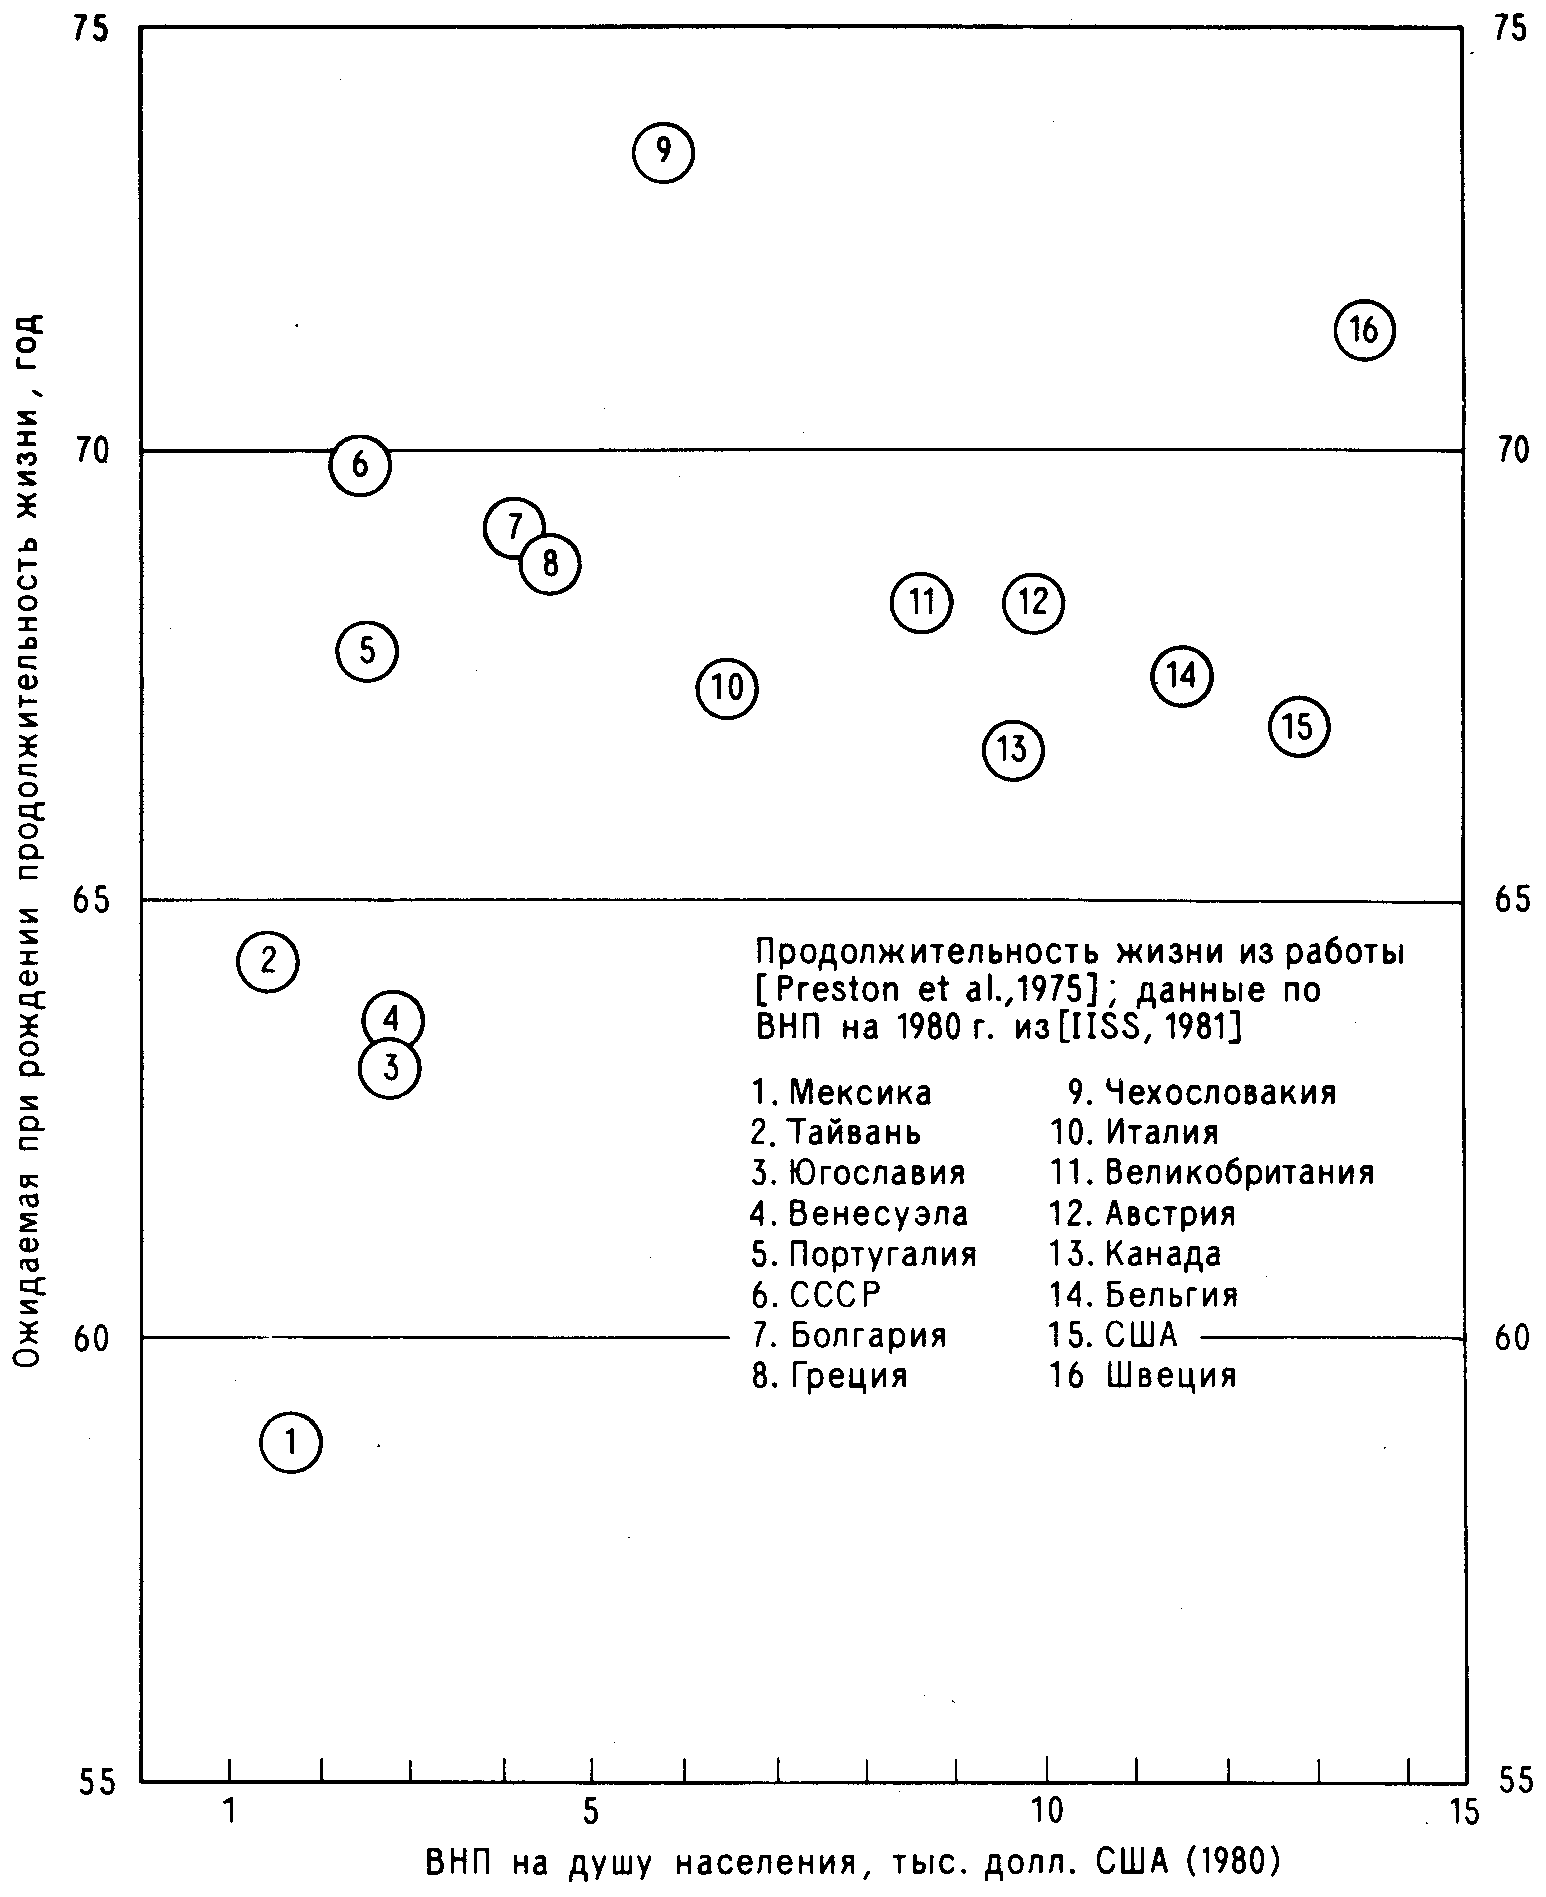 75
75
9
16
70
70
6
7
8
11
12
5
10
14
13
15
65
65
2
Продолжительность жизни из работы
[Preston et al.,1975]; данные по
ВНП на 1980 г. из [IISS, 1981]
4
3
1. Мексика
2. Тайвань
3. Югославия
4. Венесуэла
5. Португалия
6. СССР
7. Болгария
8. Греция
9. Чехословакия
10. Италия
11. Великобритания
12. Австрия
13. Канада
14. Бельгия
15. США
16 Швеция
60
60
1
55
55
1
5
10
15
ВНП на душу населения, тыс. долл. США (1980)
Ожидаемая при рождении продолжительность жизни, год